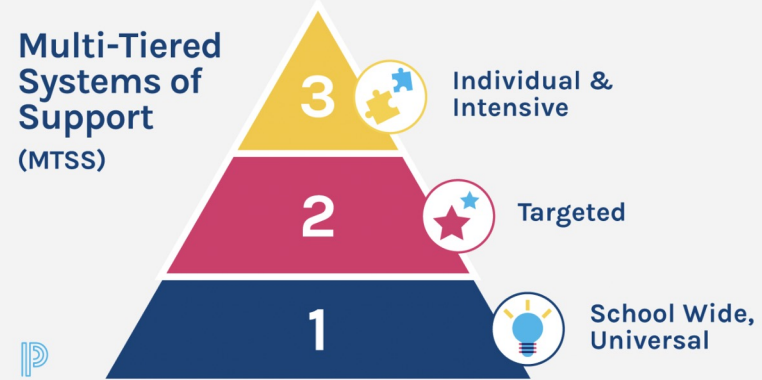 Multi-Tiered
Systems of
Support
(MTSS)
3
Individual &
Intensive
2
Targeted
1
School Wide,
Universal